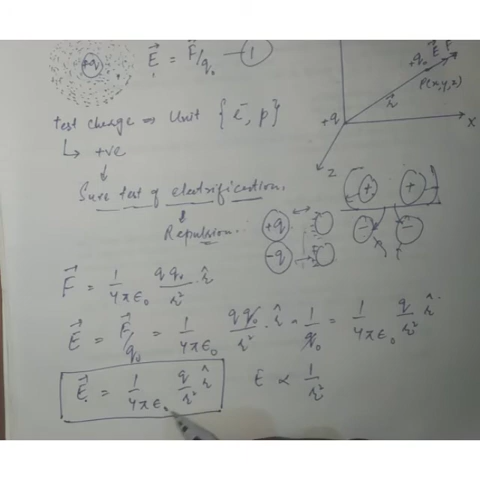 +q E⃗ = F⃗/q₀ — ①
+q₀ E⃗ F⃗
P(x,y,z)
r⃗
+q X
Z
test charge ⇒ Unit {e⁻, p}
↳ +ve
↓
Sure test of electrification.
↓
Repulsion.
+ +
+q − −
−q
F⃗ = 1/4πε₀ qq₀/r² r̂
E⃗ = F⃗/q₀ = 1/4πε₀ qq₀/r² r̂ × 1/q₀ = 1/4πε₀ q/r² r̂
E⃗ = 1/4πε₀ q/r² r̂ E ∝ 1/r²